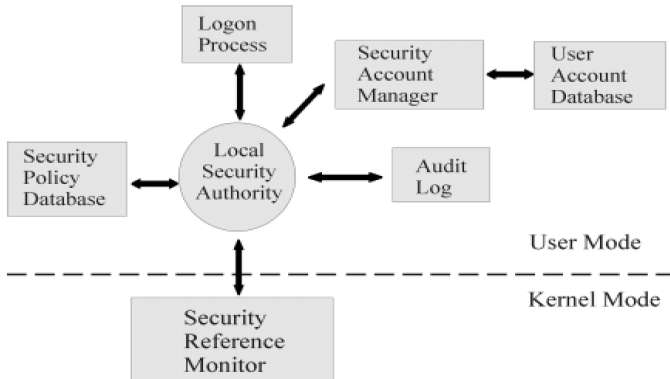 Logon
Process
Security
Account
Manager
User
Account
Database
Security
Policy
Database
Local
Security
Authority
Audit
Log
User Mode
Kernel Mode
Security
Reference
Monitor